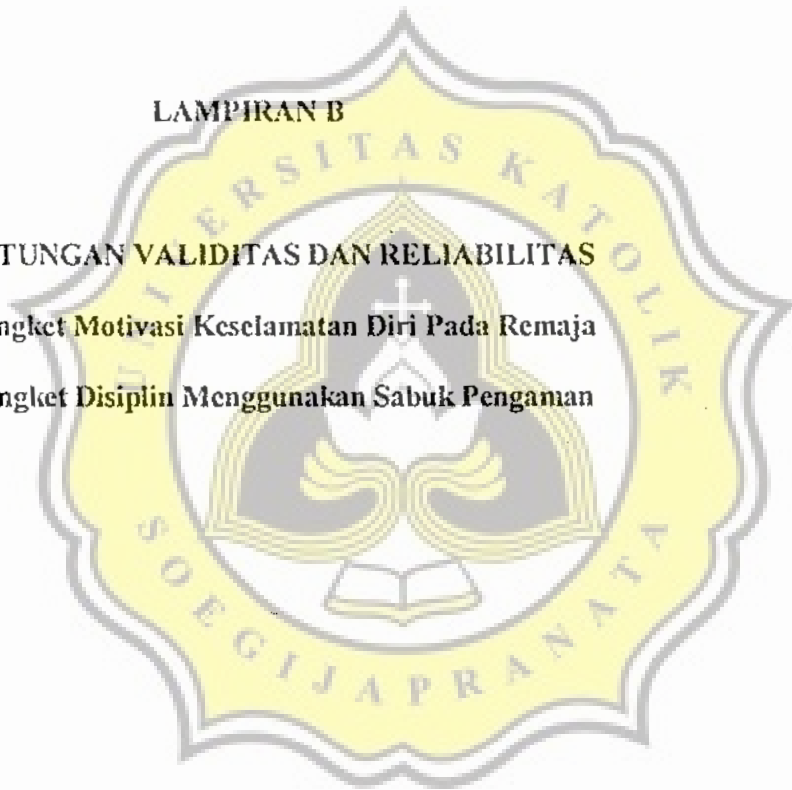 LAMPIRAN B
TUNGAN VALIDITAS DAN RELIABILITAS
ngket Motivasi Keselamatan Diri Pada Remaja
ngket Disiplin Menggunakan Sabuk Pengaman
UNIVERSITAS KATOLIK
SOEGIJAPRANATA